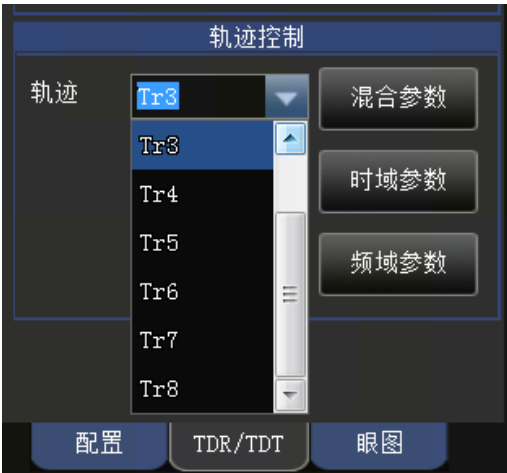 轨迹控制
轨迹 Tr3 混合参数
Tr3
Tr4 时域参数
Tr5
Tr6 频域参数
Tr7
Tr8
配置 TDR/TDT 眼图